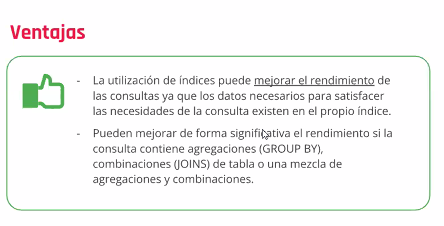 Ventajas
- La utilización de índices puede mejorar el rendimiento de
las consultas ya que los datos necesarios para satisfacer
las necesidades de la consulta existen en el propio índice.
- Pueden mejorar de forma significativa el rendimiento si la
consulta contiene agregaciones (GROUP BY),
combinaciones (JOINS) de tabla o una mezcla de
agregaciones y combinaciones.